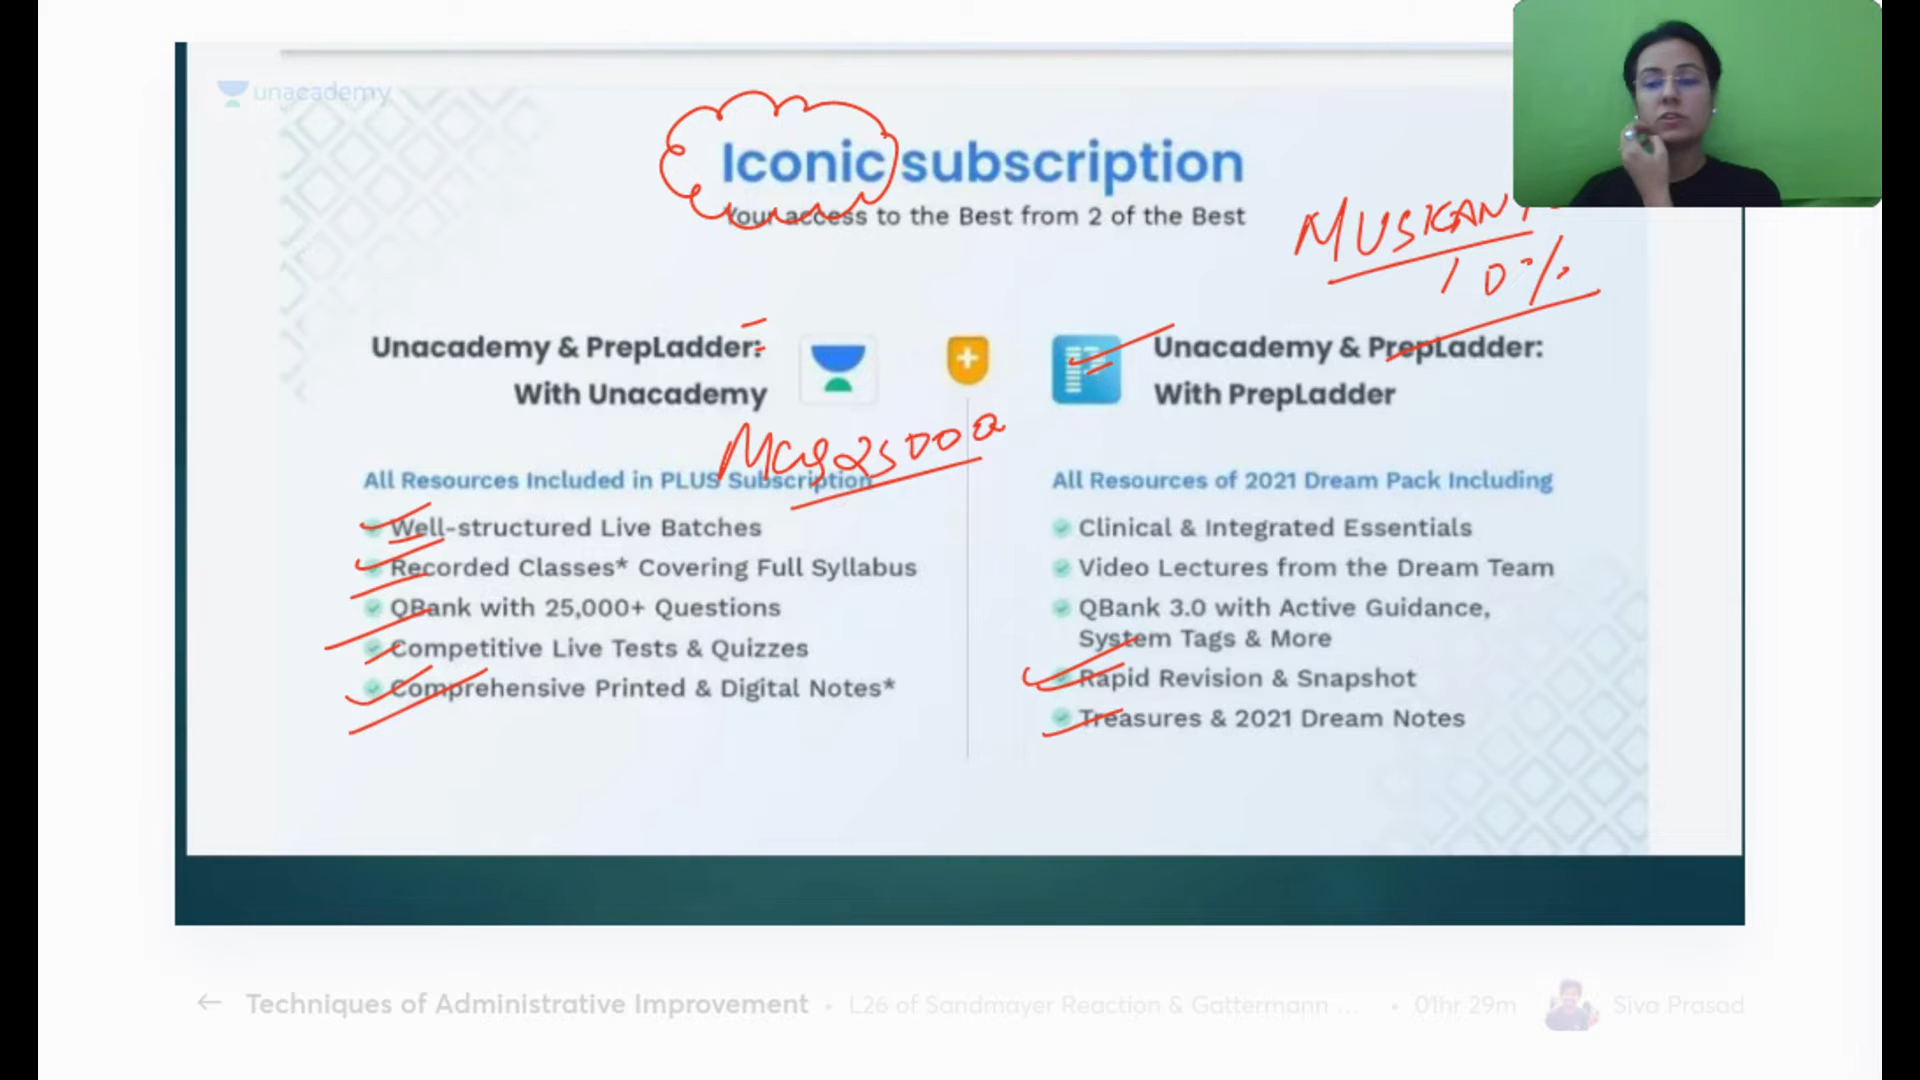 unacademy
Iconic subscription
Your access to the Best from 2 of the Best
MUSKAN
10%
Unacademy & PrepLadder:
With Unacademy
Unacademy & PrepLadder:
With PrepLadder
All Resources Included in PLUS Subscription
Well-structured Live Batches
Recorded Classes* Covering Full Syllabus
QBank with 25,000+ Questions
Competitive Live Tests & Quizzes
Comprehensive Printed & Digital Notes*
All Resources of 2021 Dream Pack Including
Clinical & Integrated Essentials
Video Lectures from the Dream Team
QBank 3.0 with Active Guidance,
System Tags & More
Rapid Revision & Snapshot
Treasures & 2021 Dream Notes
Techniques of Administrative Improvement • L26 of Sandmayer Reaction & Gattermann ... • 01hr 29m Siva Prasad